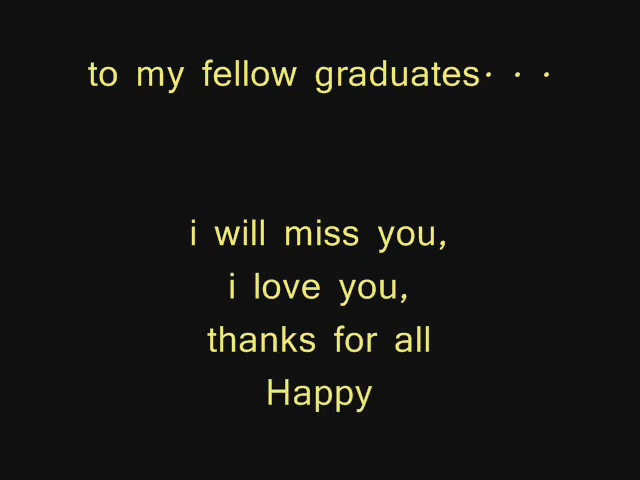 to my fellow graduates· · ·
i will miss you,
i love you,
thanks for all
Happy